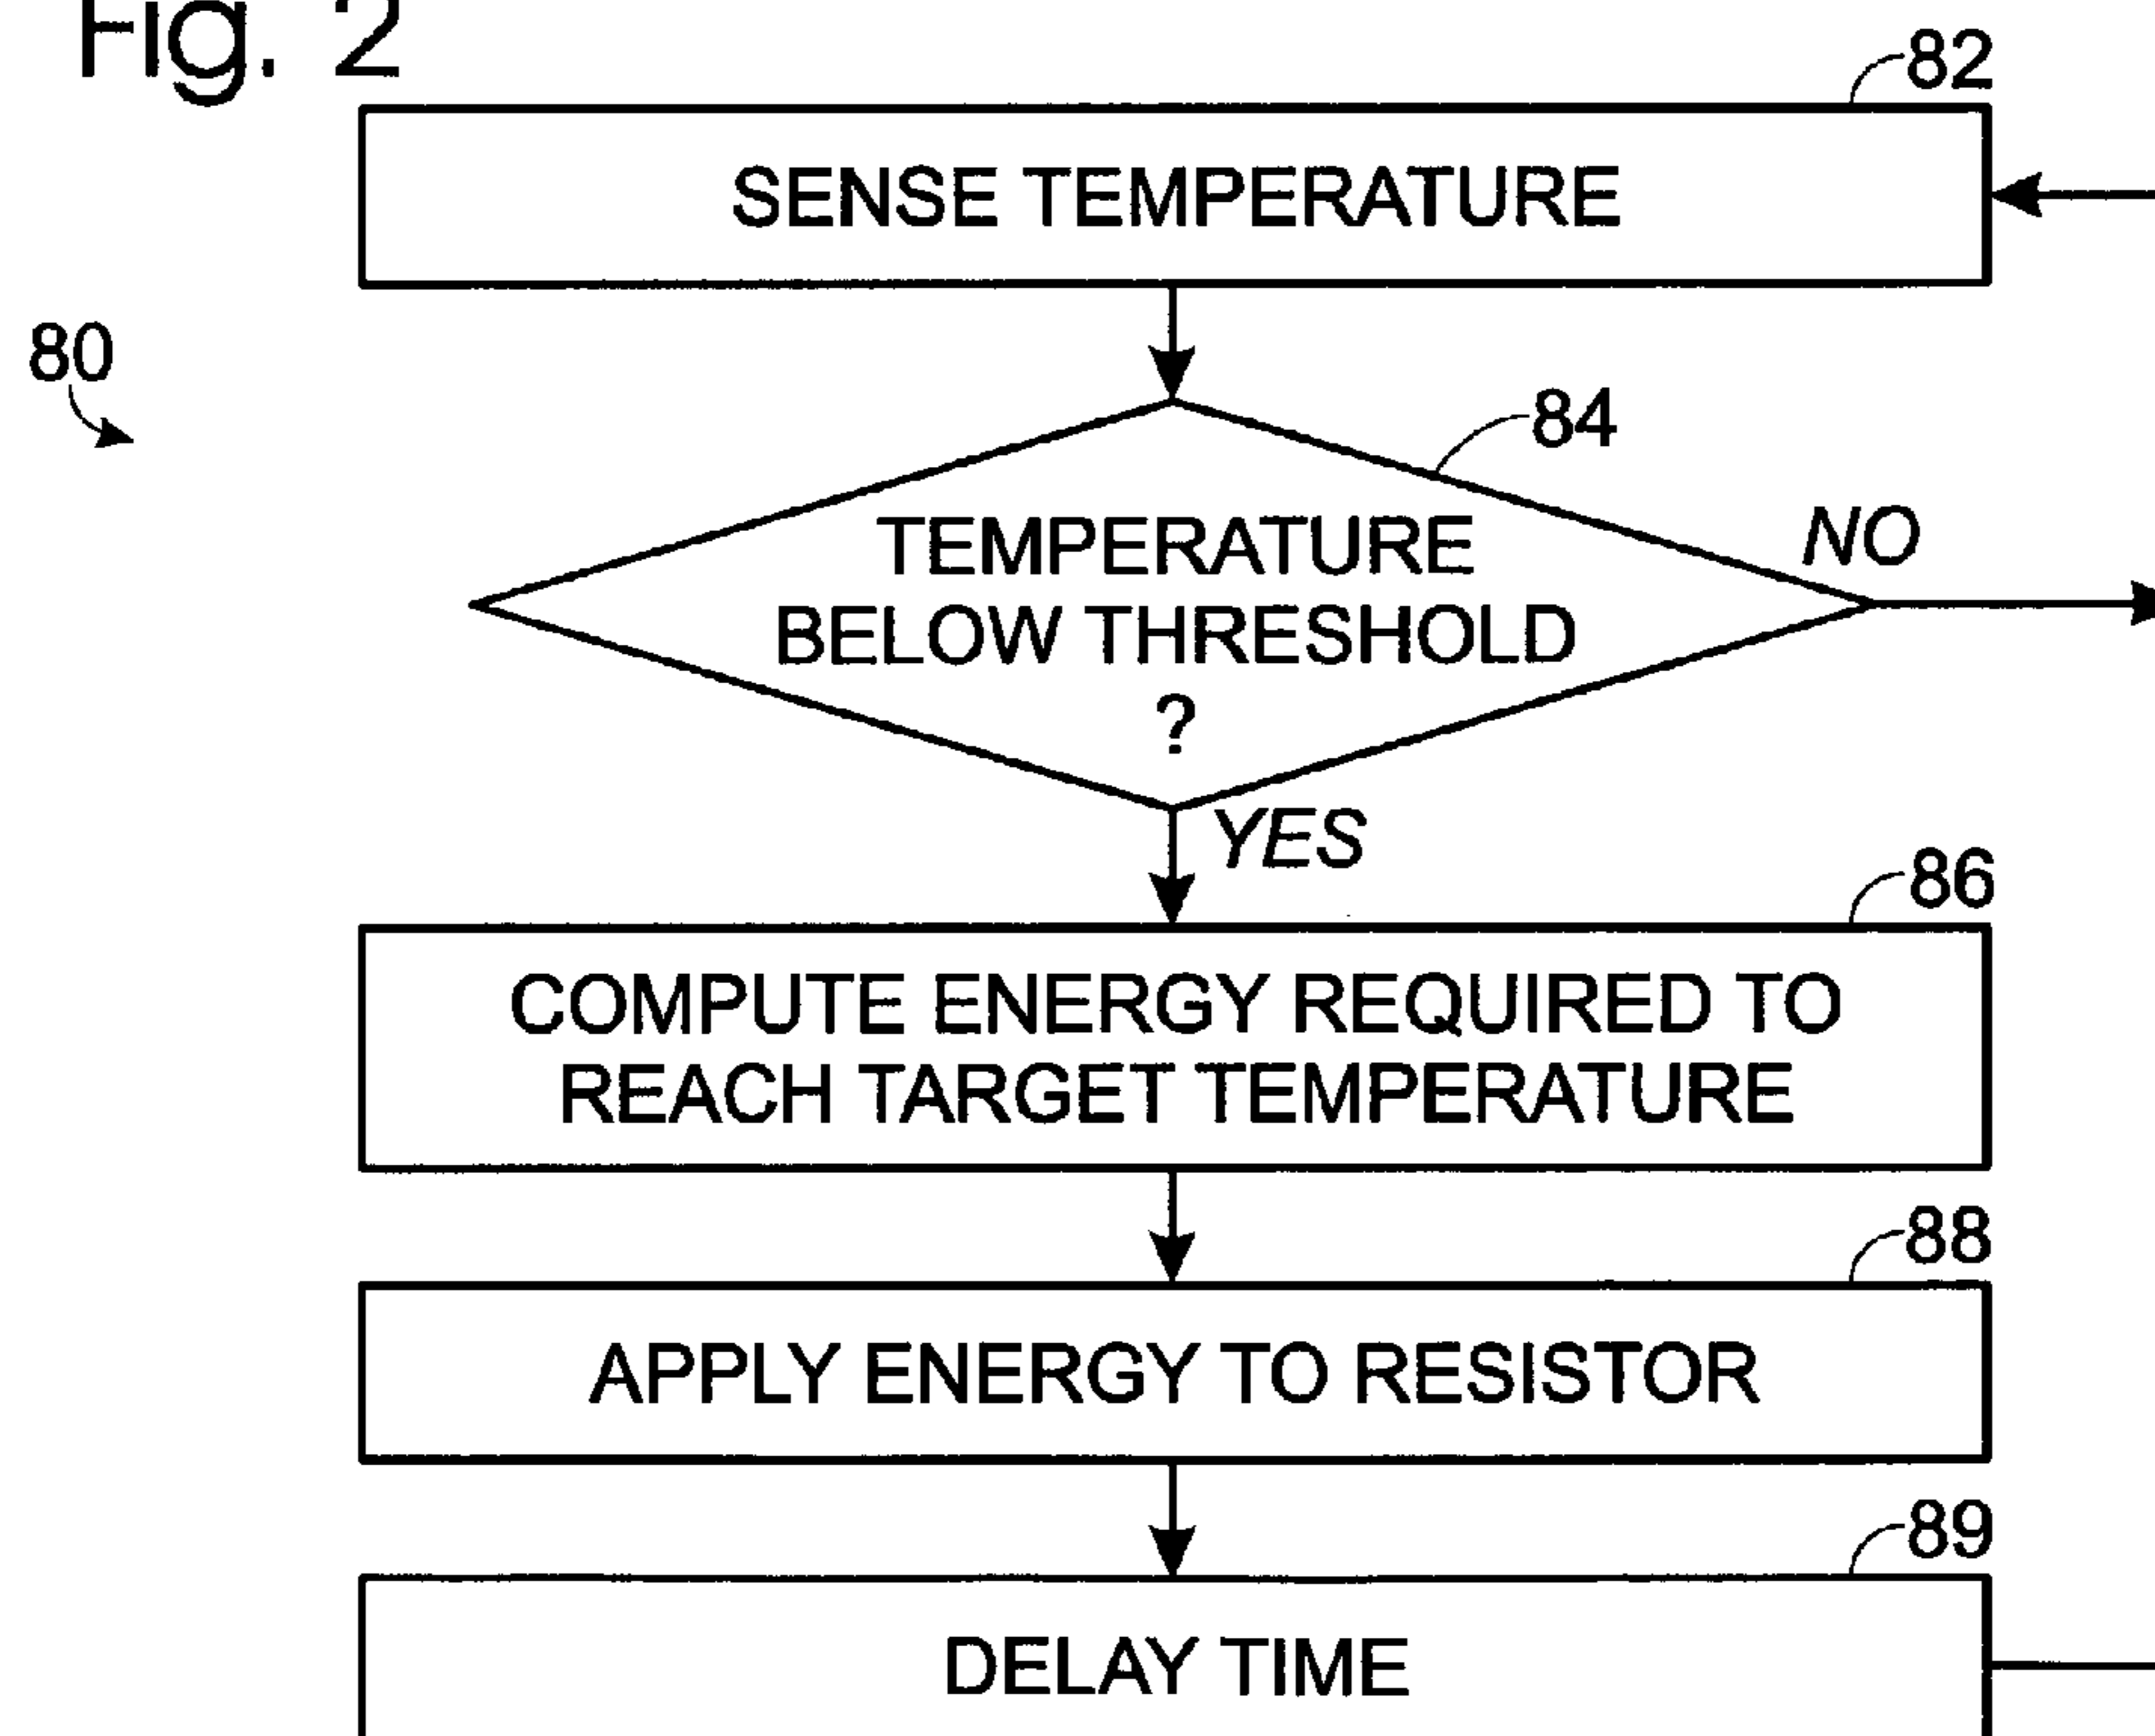 Fig. 2
82
SENSE TEMPERATURE
80
84
TEMPERATURE
BELOW THRESHOLD
?
NO
YES
86
COMPUTE ENERGY REQUIRED TO
REACH TARGET TEMPERATURE
88
APPLY ENERGY TO RESISTOR
89
DELAY TIME